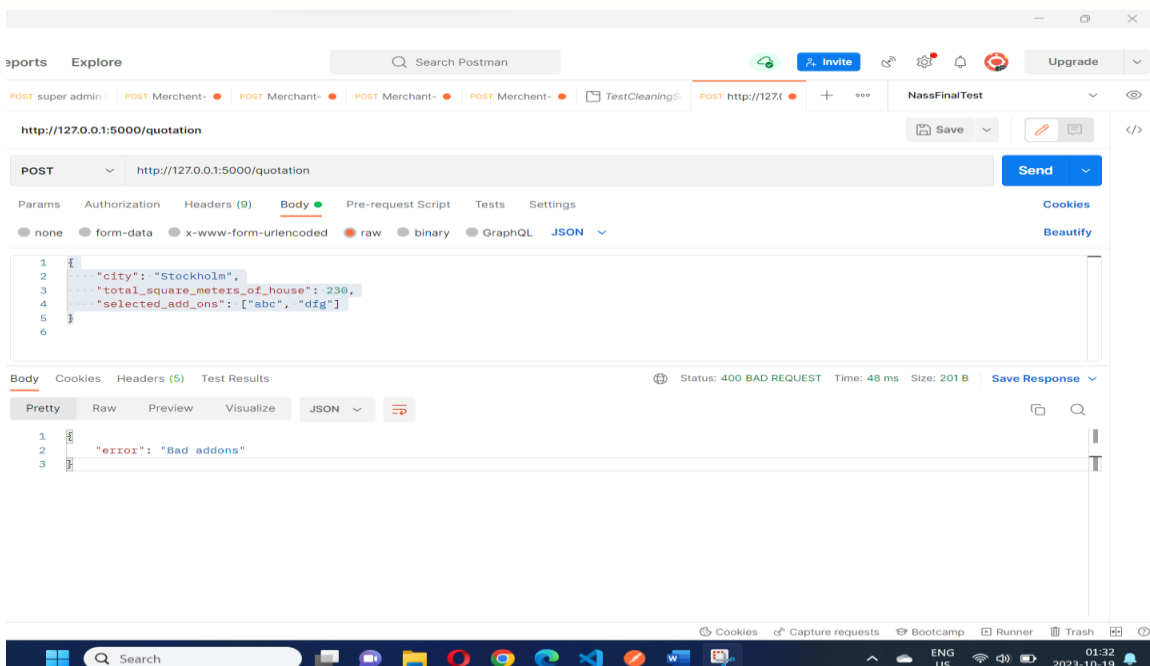 eports Explore Search Postman Invite Upgrade
POST super admin POST Merchent- POST Merchant- POST Merchant- POST Merchent- TestCleaningS POST http://127.( NassFinalTest
http://127.0.0.1:5000/quotation Save </>
POST http://127.0.0.1:5000/quotation Send
Params Authorization Headers (9) Body Pre-request Script Tests Settings Cookies
none form-data x-www-form-urlencoded raw binary GraphQL JSON Beautify
1 {
2 "city": "Stockholm",
3 "total_square_meters_of_house": 230,
4 "selected_add_ons": ["abc", "dfg"]
5 }
6
Body Cookies Headers (5) Test Results Status: 400 BAD REQUEST Time: 48 ms Size: 201 B Save Response
Pretty Raw Preview Visualize JSON
1 {
2 "error": "Bad addons"
3 }
Cookies Capture requests Bootcamp Runner Trash
Search ENG 01:32
US 2023-10-19